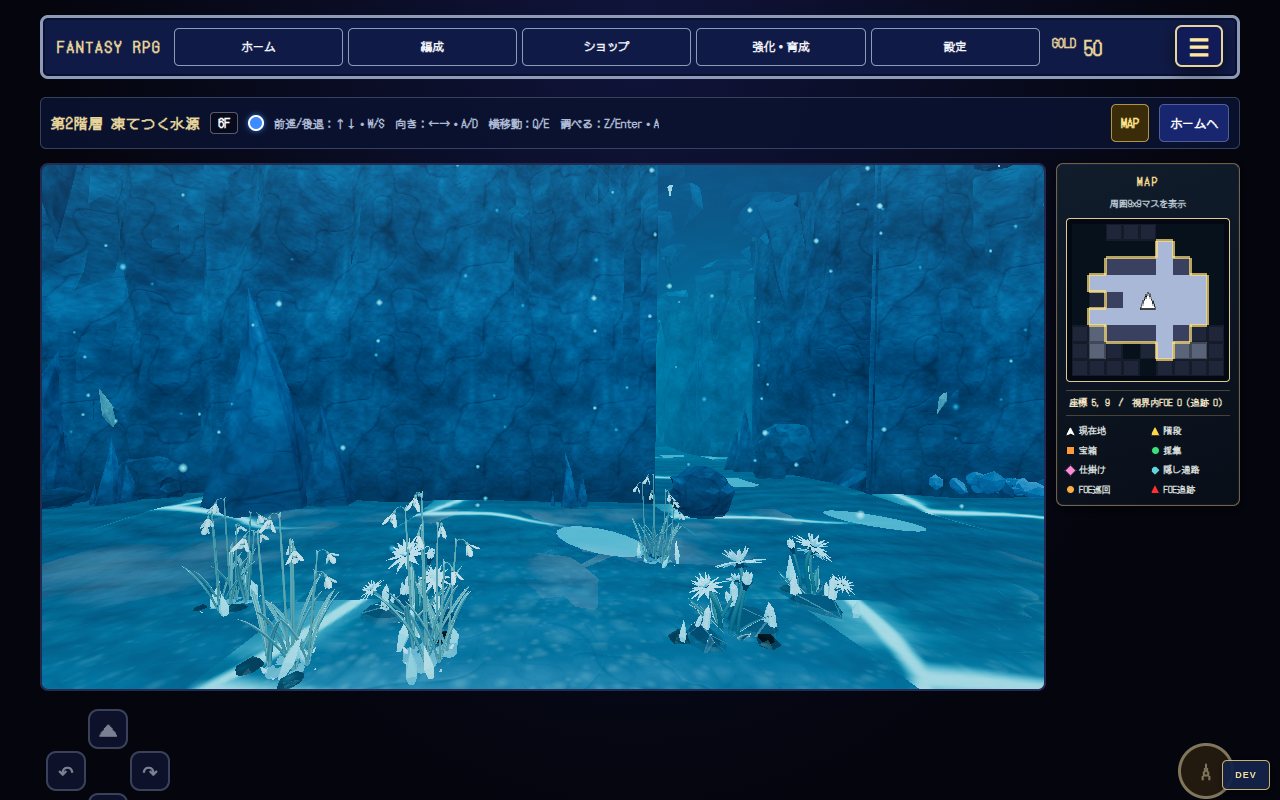 FANTASY RPG
ホーム
編成
ショップ
強化・育成
設定
GOLD 50
第2階層 凍てつく水源
6F
前進/後退：↑↓・W/S 向き：←→・A/D 横移動：Q/E 調べる：Z/Enter・A
MAP
ホームへ
MAP
周囲9x9マスを表示
座標 5, 9 / 視界内FOE 0（追跡 0）
現在地
階段
宝箱
採集
仕掛け
隠し通路
FOE巡回
FOE追跡
A
DEV